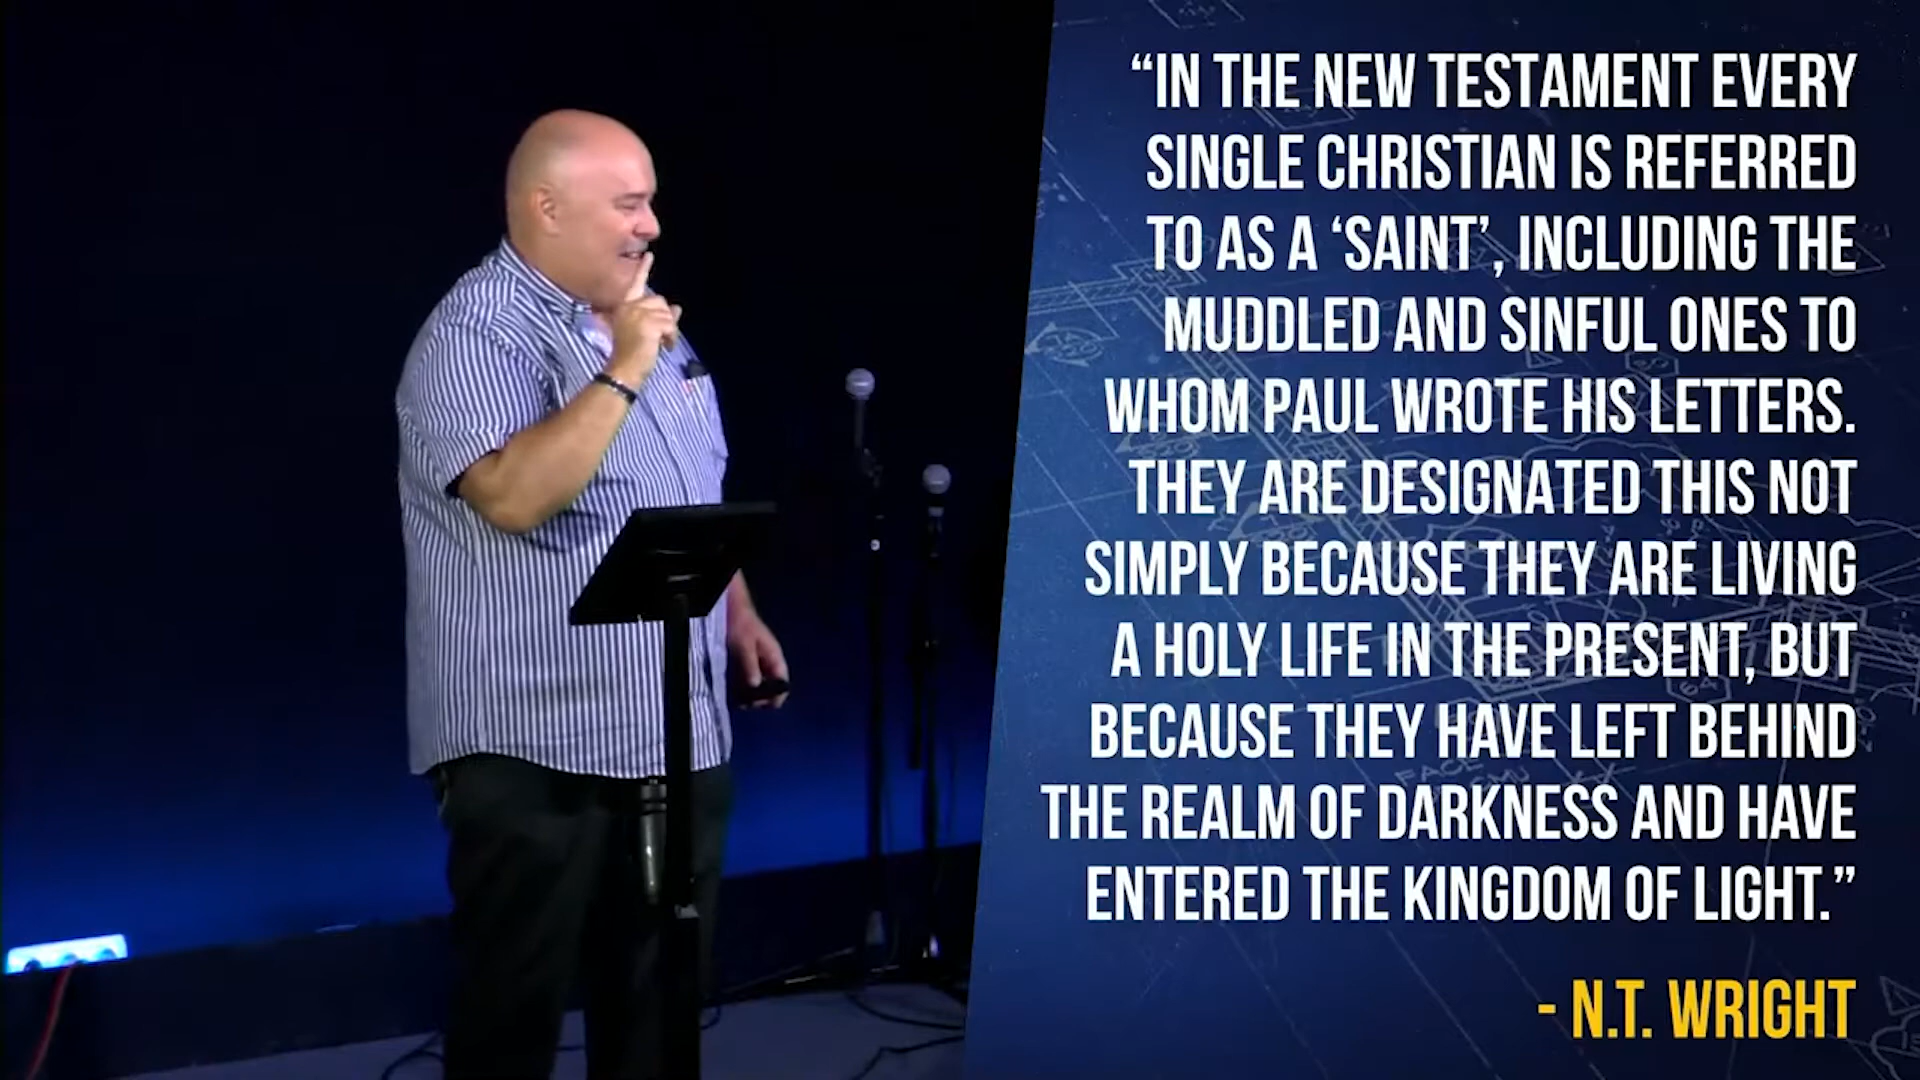 “IN THE NEW TESTAMENT EVERY
SINGLE CHRISTIAN IS REFERRED
TO AS A ‘SAINT’, INCLUDING THE
MUDDLED AND SINFUL ONES TO
WHOM PAUL WROTE HIS LETTERS.
THEY ARE DESIGNATED THIS NOT
SIMPLY BECAUSE THEY ARE LIVING
A HOLY LIFE IN THE PRESENT, BUT
BECAUSE THEY HAVE LEFT BEHIND
THE REALM OF DARKNESS AND HAVE
ENTERED THE KINGDOM OF LIGHT.”
- N.T. WRIGHT